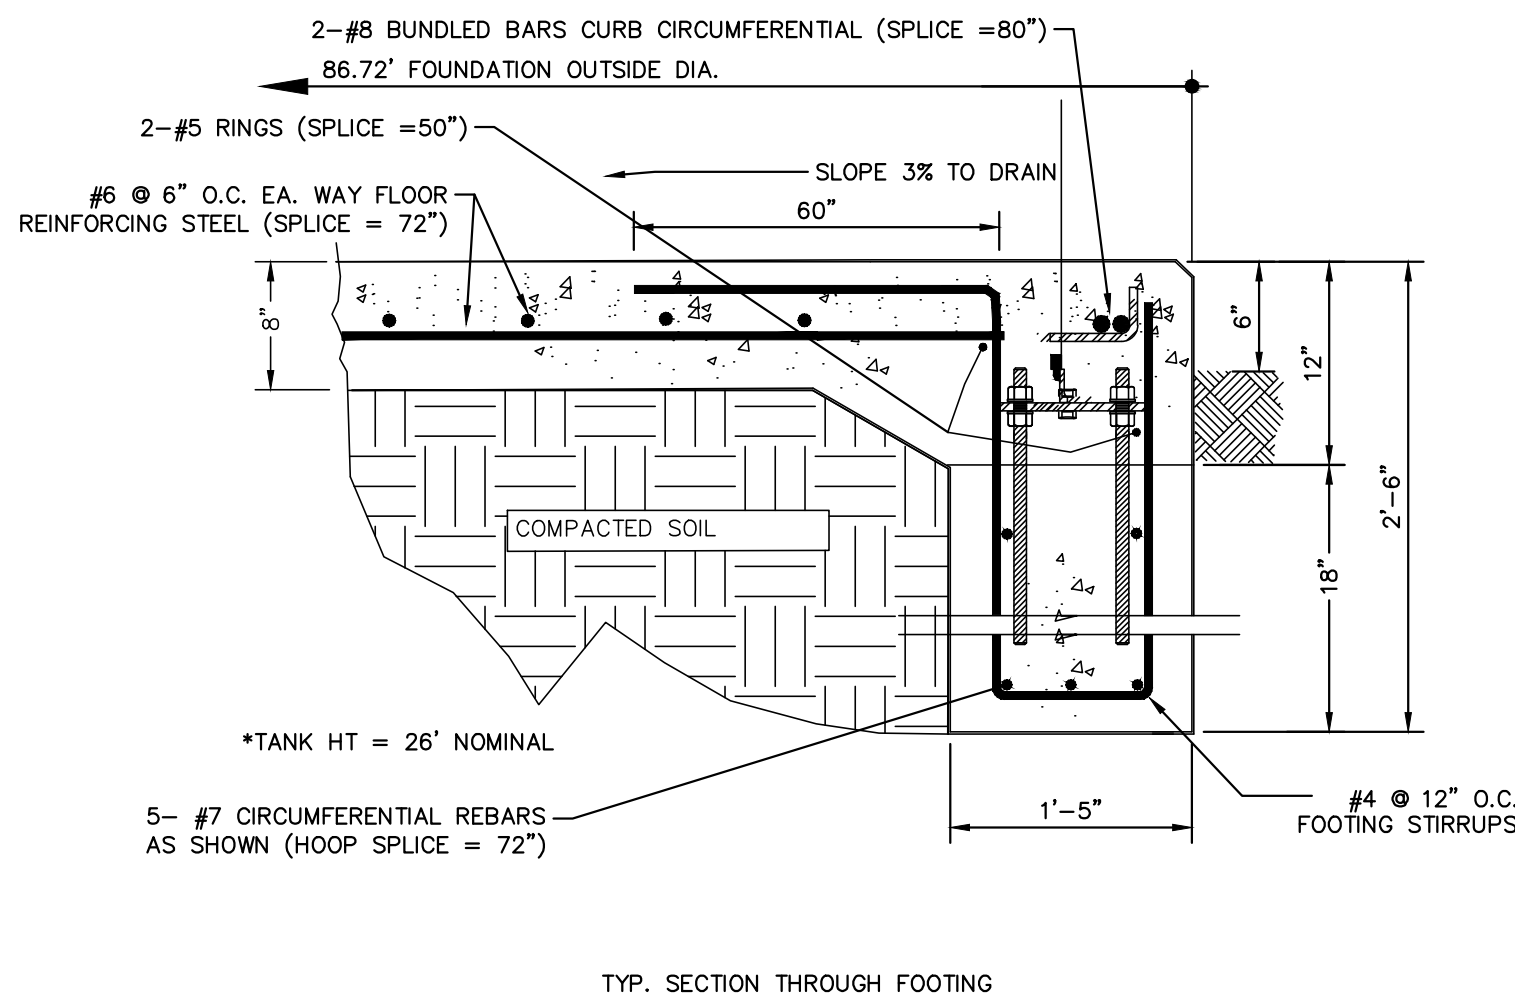 2-#8 BUNDLED BARS CURB CIRCUMFERENTIAL (SPLICE =80")
86.72' FOUNDATION OUTSIDE DIA.
2-#5 RINGS (SPLICE =50")
SLOPE 3% TO DRAIN
#6 @ 6" O.C. EA. WAY FLOOR
REINFORCING STEEL (SPLICE = 72")
60"
8"
6"
12"
2'-6"
18"
COMPACTED SOIL
*TANK HT = 26' NOMINAL
5- #7 CIRCUMFERENTIAL REBARS
AS SHOWN (HOOP SPLICE = 72")
1'-5"
#4 @ 12" O.C.
FOOTING STIRRUPS
TYP. SECTION THROUGH FOOTING